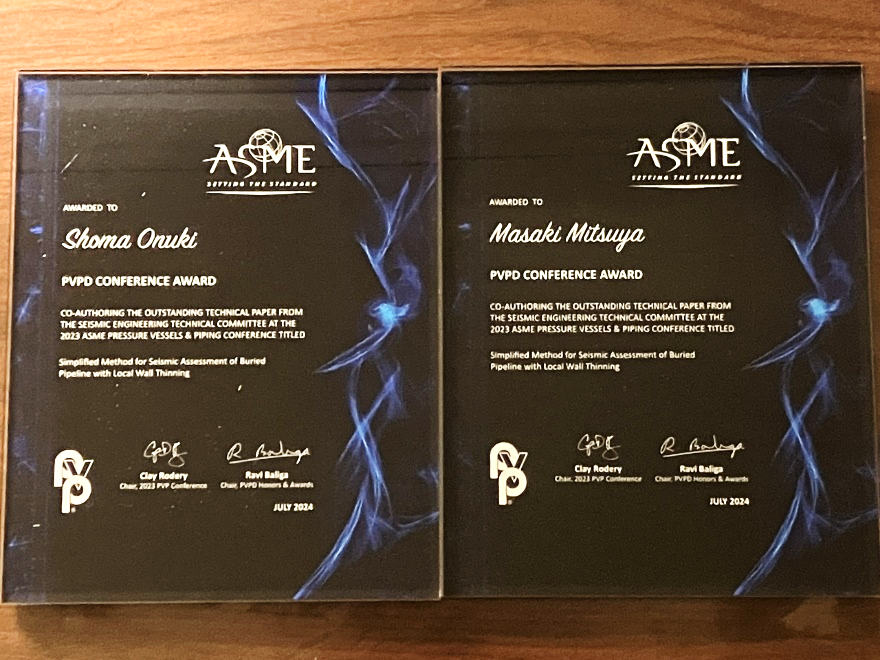 ASME
SETTING THE STANDARD
AWARDED TO
Shoma Onuki
PVPD CONFERENCE AWARD
CO-AUTHORING THE OUTSTANDING TECHNICAL PAPER FROM
THE SEISMIC ENGINEERING TECHNICAL COMMITTEE AT THE
2023 ASME PRESSURE VESSELS & PIPING CONFERENCE TITLED
Simplified Method for Seismic Assessment of Buried
Pipeline with Local Wall Thinning
R Baliga
Clay Rodery Ravi Baliga
Chair, 2023 PVP Conference Chair, PVPD Honors & Awards
PVP
JULY 2024
ASME
SETTING THE STANDARD
AWARDED TO
Masaki Mitsuya
PVPD CONFERENCE AWARD
CO-AUTHORING THE OUTSTANDING TECHNICAL PAPER FROM
THE SEISMIC ENGINEERING TECHNICAL COMMITTEE AT THE
2023 ASME PRESSURE VESSELS & PIPING CONFERENCE TITLED
Simplified Method for Seismic Assessment of Buried
Pipeline with Local Wall Thinning
R Baliga
Clay Rodery Ravi Baliga
Chair, 2023 PVP Conference Chair, PVPD Honors & Awards
PVP
JULY 2024